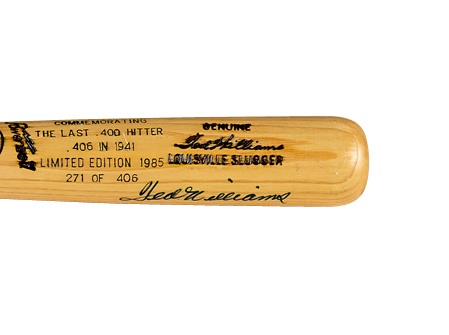 COMMEMORATING
THE LAST .400 HITTER
.406 IN 1941
LIMITED EDITION 1985
271 OF 406
GENUINE
Ted Williams
LOUISVILLE SLUGGER
Ted Williams